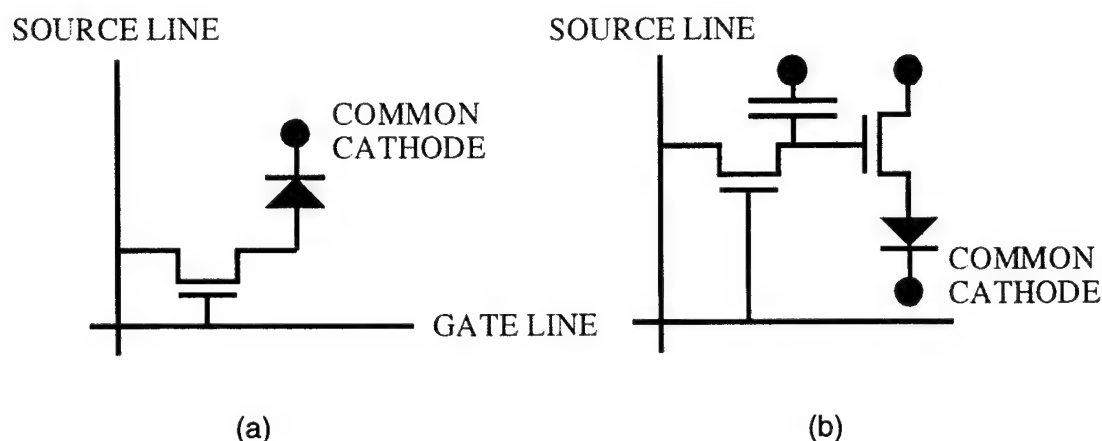 SOURCE LINE
COMMON
CATHODE
GATE LINE
(a)
SOURCE LINE
COMMON
CATHODE
(b)